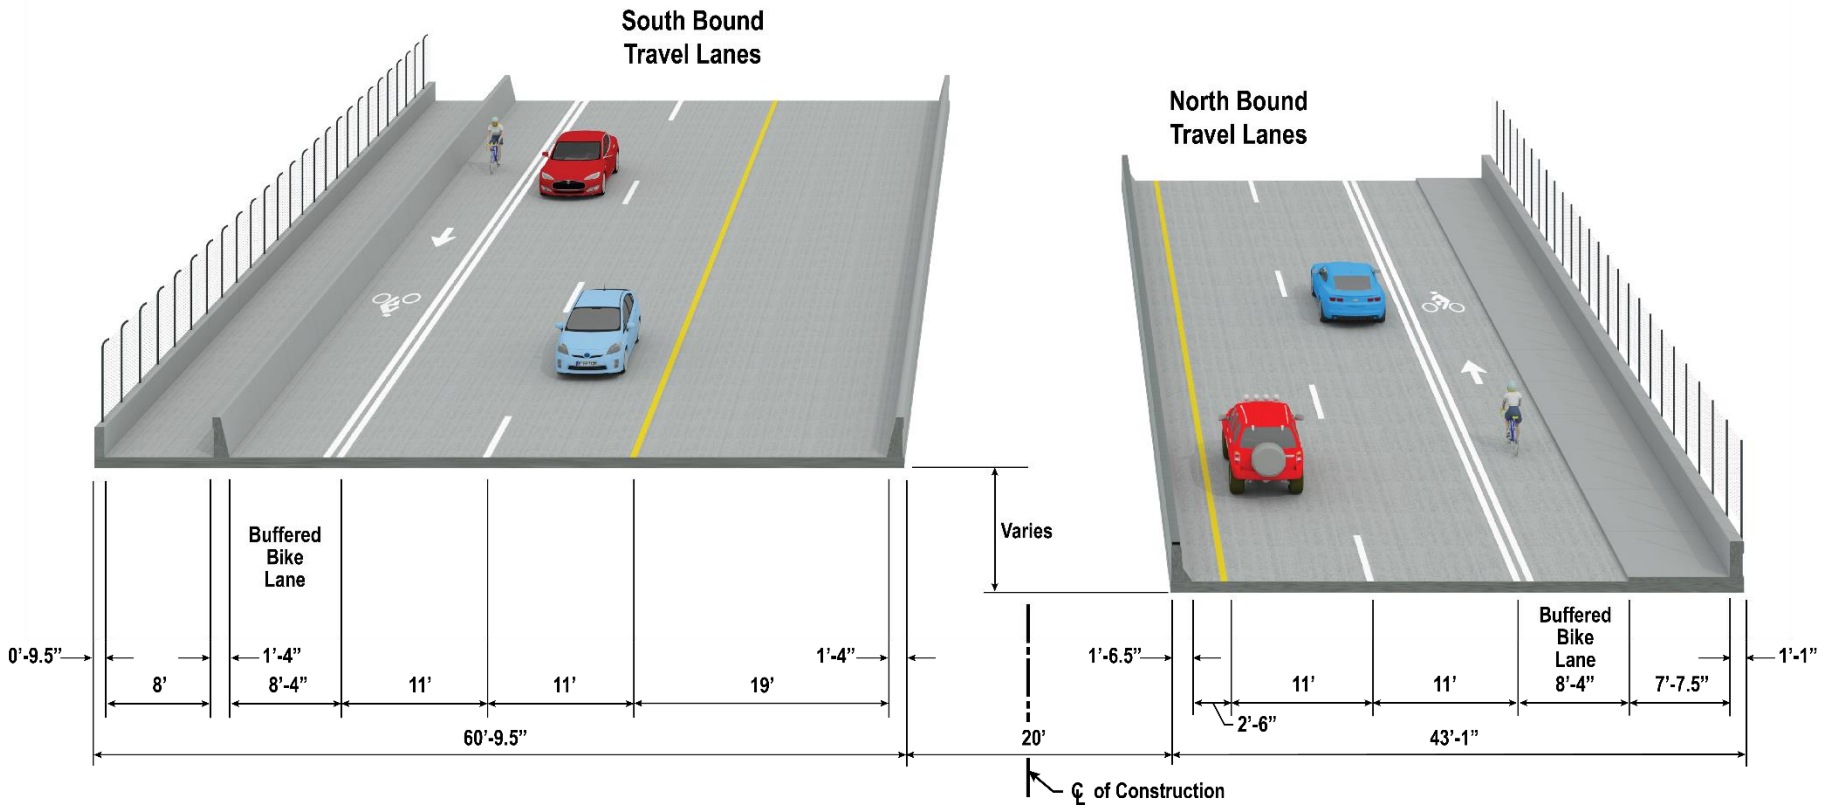 South Bound
Travel Lanes
North Bound
Travel Lanes
Varies
Buffered
Bike
Lane
Buffered
Bike
Lane
0’-9.5”
1’-4”
1’-4”
1’-6.5”
1’-1”
8’
8’-4”
11’
11’
19’
11’
11’
8’-4”
7’-7.5”
2’-6”
60’-9.5”
20’
43’-1”
℄ of Construction